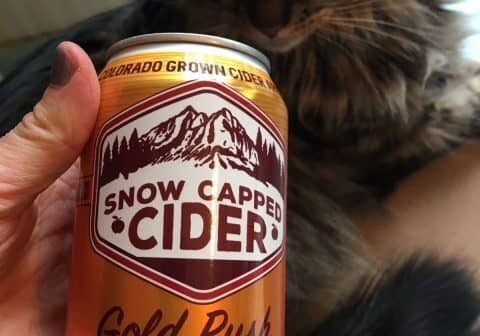 COLORADO GROWN CIDER
SNOW CAPPED
CIDER
Gold Rush